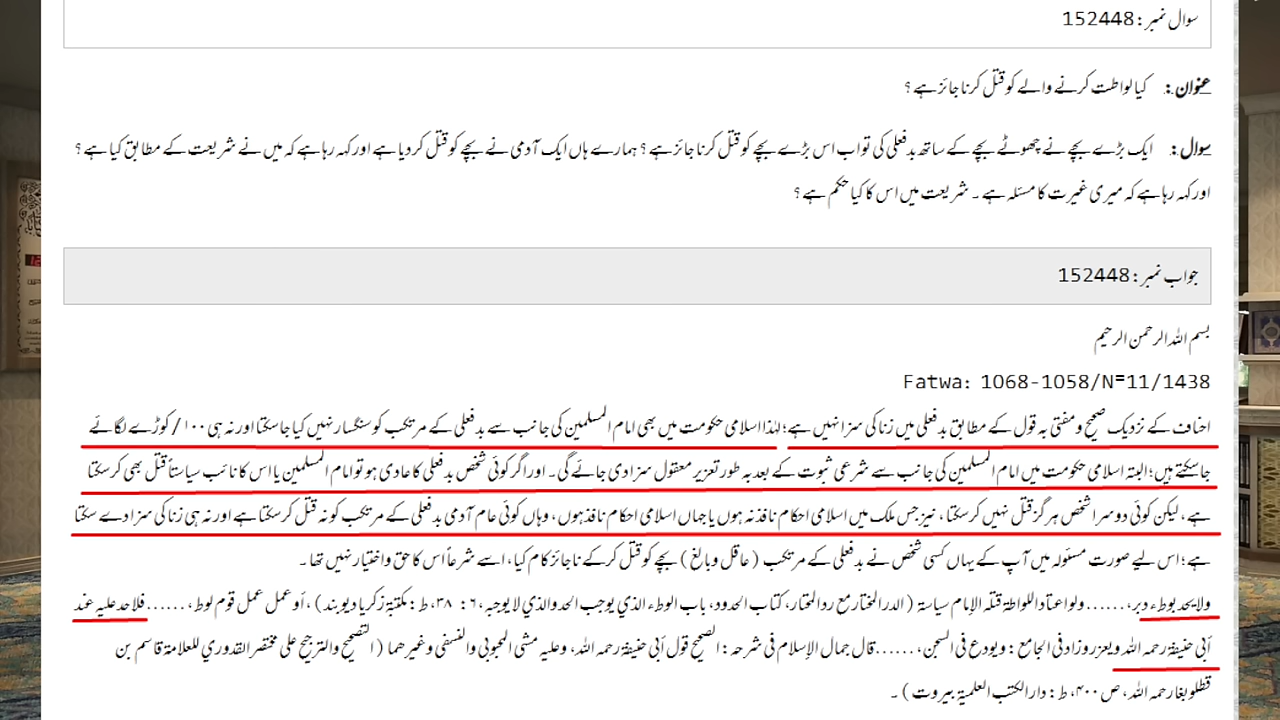 سوال نمبر: 152448
عنوان: کیا لواطت کرنے والے کو قتل کرنا جائز ہے؟
سوال: ایک بڑے بچے نے چھوٹے بچے کے ساتھ بدفعلی کی تو اب اس بڑے بچے کو قتل کرنا جائز ہے؟ ہمارے ہاں ایک آدمی نے بچے کو قتل کر دیا ہے اور کہہ رہا ہے کہ میں نے شریعت کے مطابق کیا ہے؟
اور کہہ رہا ہے کہ میری غیرت کا مسئلہ ہے۔ شریعت میں اس کا کیا حکم ہے؟
جواب نمبر: 152448
بسم الله الرحمن الرحيم
Fatwa: 1068-1058/N=11/1438
احناف کے نزدیک صحیح و مفتی بہ قول کے مطابق بدفعلی میں زنا کی سزا نہیں ہے؛ لہٰذا اسلامی حکومت میں بھی امام المسلمین کی جانب سے بدفعلی کے مرتکب کو سنگسار نہیں کیا جاسکتا اور نہ ہی ۱۰۰/ کوڑے لگائے
جاسکتے ہیں؛ البتہ اسلامی حکومت میں امام المسلمین کی جانب سے شرعی ثبوت کے بعد بہ طور تعزیر معقول سزا دی جائے گی۔ اور اگر کوئی شخص بدفعلی کا عادی ہو تو امام المسلمین یا اس کا نائب سیاستاً قتل بھی کرسکتا
ہے، لیکن کوئی دوسرا شخص ہرگز قتل نہیں کرسکتا، نیز جس ملک میں اسلامی احکام نافذ نہ ہوں یا جہاں اسلامی احکام نافذ ہوں، وہاں کوئی عام آدمی بدفعلی کے مرتکب کو نہ قتل کرسکتا ہے اور نہ ہی زنا کی سزا دے سکتا
ہے؛ اس لیے صورت مسئولہ میں آپ کے یہاں کسی شخص نے بدفعلی کے مرتکب (عاقل و بالغ) بچے کو قتل کرکے ناجائز کام کیا، اسے شرعاً اس کا حق واختیار نہیں تھا۔
ولا یحد بوطء دبر،……ولو اعتاد اللواطة قتله الإمام سیاسة (الدر المختار مع رد المحتار، کتاب الحدود، باب الوطء الذي یوجب الحد والذي لا یوجبه، ۶: ۳۸، ط: مکتبة زکریا دیوبند)، أو عمل عمل قوم لوط،……فلا حد علیه عند
أبی حنیفة رحمه الله ویعزر وزاد فی الجامع: ویودع فی السجن،……قال جمال الإسلام فی شرحه: الصحیح قول أبی حنیفة رحمه الله، وعلیه مشی المحبوبی والنسفی وغیرهما (التصحیح والترجیح علی مختصر القدوري للعلامة قاسم بن
قطلوبغا رحمه الله، ص ۴۰۰، ط: دار الکتب العلمیة بیروت)۔